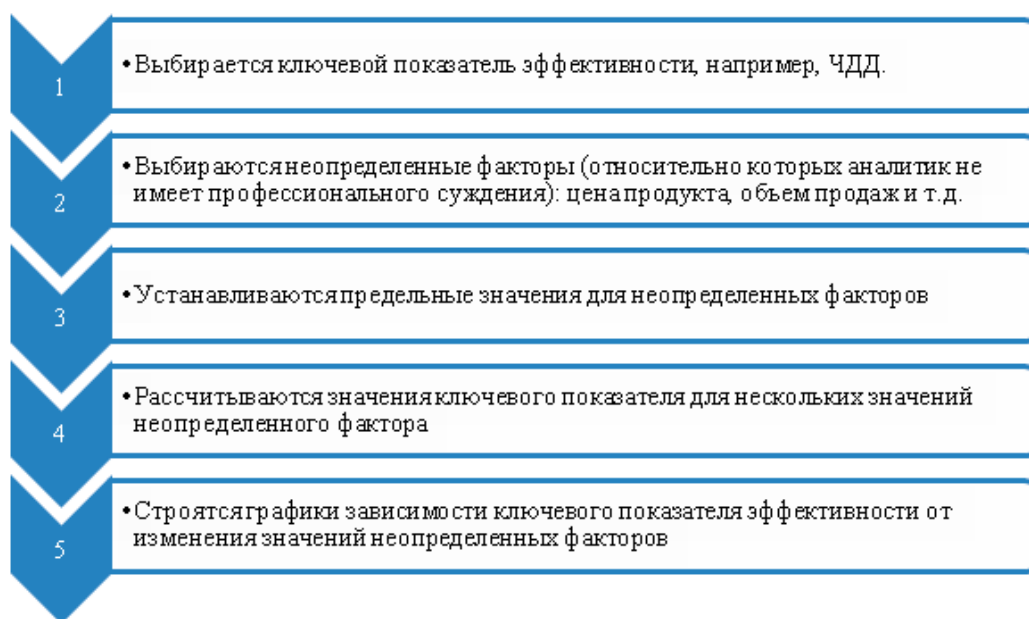 1
• Выбирается ключевой показатель эффективности, например, ЧДД.
2
• Выбираются неопределенные факторы (относительно которых аналитик не
имеет профессионального суждения): цена продукта, объем продаж и т.д.
3
• Устанавливаются предельные значения для неопределенных факторов
4
• Рассчитываются значения ключевого показателя для нескольких значений
неопределенного фактора
5
• Строятся графики зависимости ключевого показателя эффективности от
изменения значений неопределенных факторов